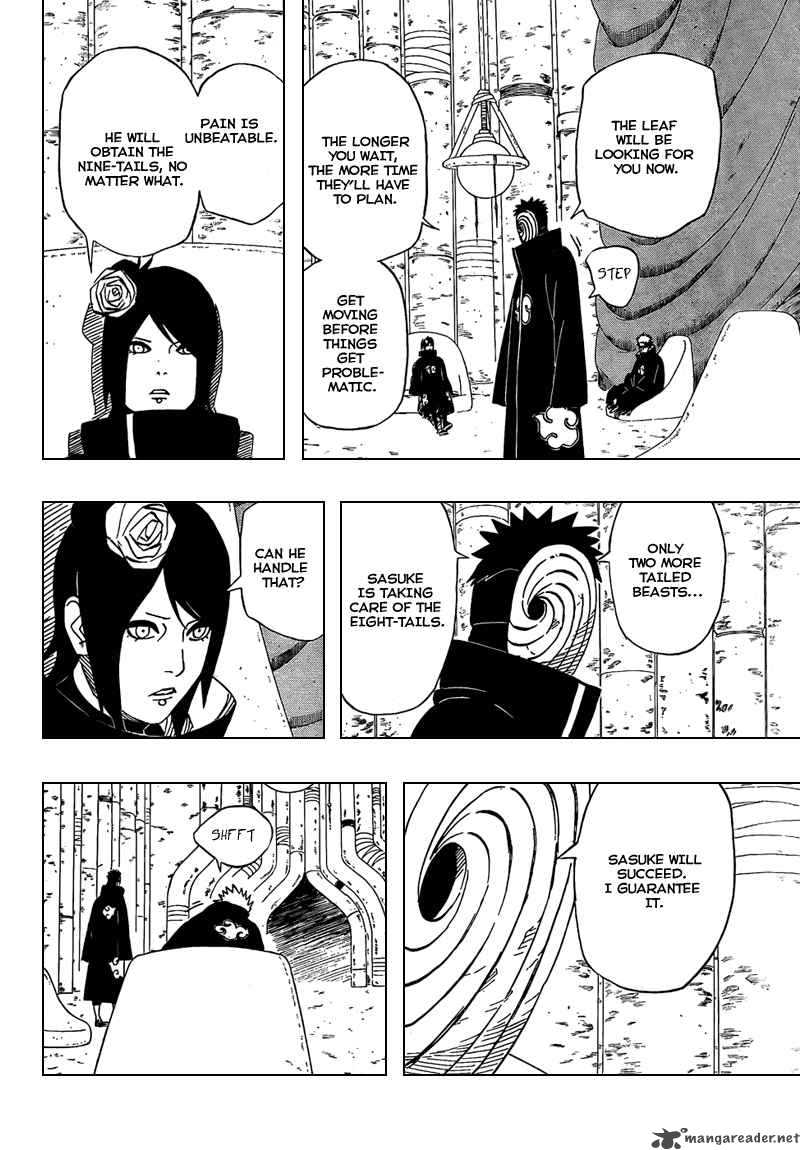 THE LEAF
WILL BE
LOOKING FOR
YOU NOW.
STEP
THE LONGER
YOU WAIT,
THE MORE TIME
THEY'LL HAVE
TO PLAN.
GET
MOVING
BEFORE
THINGS
GET
PROBLE-
MATIC.
PAIN IS
UNBEATABLE.
HE WILL
OBTAIN THE
NINE-TAILS, NO
MATTER WHAT.
ONLY
TWO MORE
TAILED
BEASTS...
SASUKE
IS TAKING
CARE OF THE
EIGHT-TAILS.
CAN HE
HANDLE
THAT?
SASUKE WILL
SUCCEED.
I GUARANTEE
IT.
SHFFT
mangareader.net